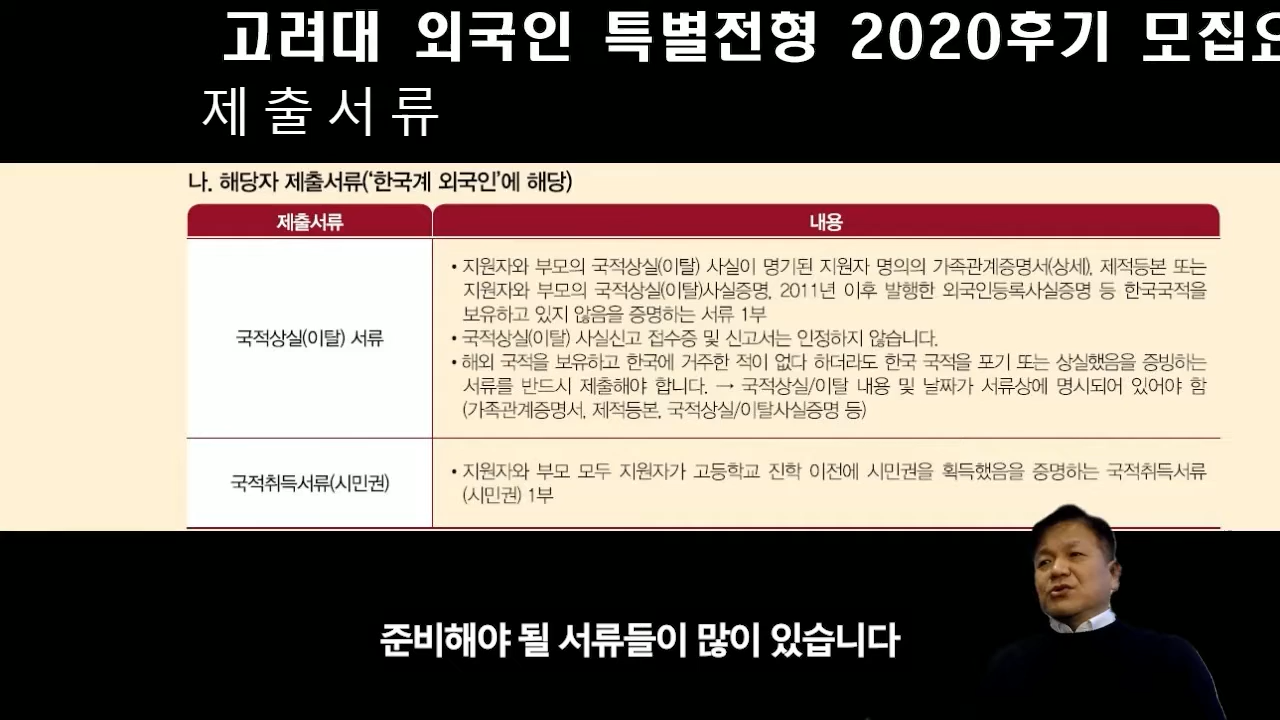 고려대 외국인 특별전형 2020후기 모집요
제출서류
나. 해당자 제출서류(‘한국계 외국인’에 해당)
제출서류
내용
국적상실(이탈) 서류
• 지원자와 부모의 국적상실(이탈) 사실이 명기된 지원자 명의의 가족관계증명서(상세), 제적등본 또는
지원자와 부모의 국적상실(이탈)사실증명, 2011년 이후 발행한 외국인등록사실증명 등 한국국적을
보유하고 있지 않음을 증명하는 서류 1부
• 국적상실(이탈) 사실신고 접수증 및 신고서는 인정하지 않습니다.
• 해외 국적을 보유하고 한국에 거주한 적이 없다 하더라도 한국 국적을 포기 또는 상실했음을 증빙하는
서류를 반드시 제출해야 합니다. → 국적상실/이탈 내용 및 날짜가 서류상에 명시되어 있어야 함
(가족관계증명서, 제적등본, 국적상실/이탈사실증명 등)
국적취득서류(시민권)
• 지원자와 부모 모두 지원자가 고등학교 진학 이전에 시민권을 획득했음을 증명하는 국적취득서류
(시민권) 1부
준비해야 될 서류들이 많이 있습니다